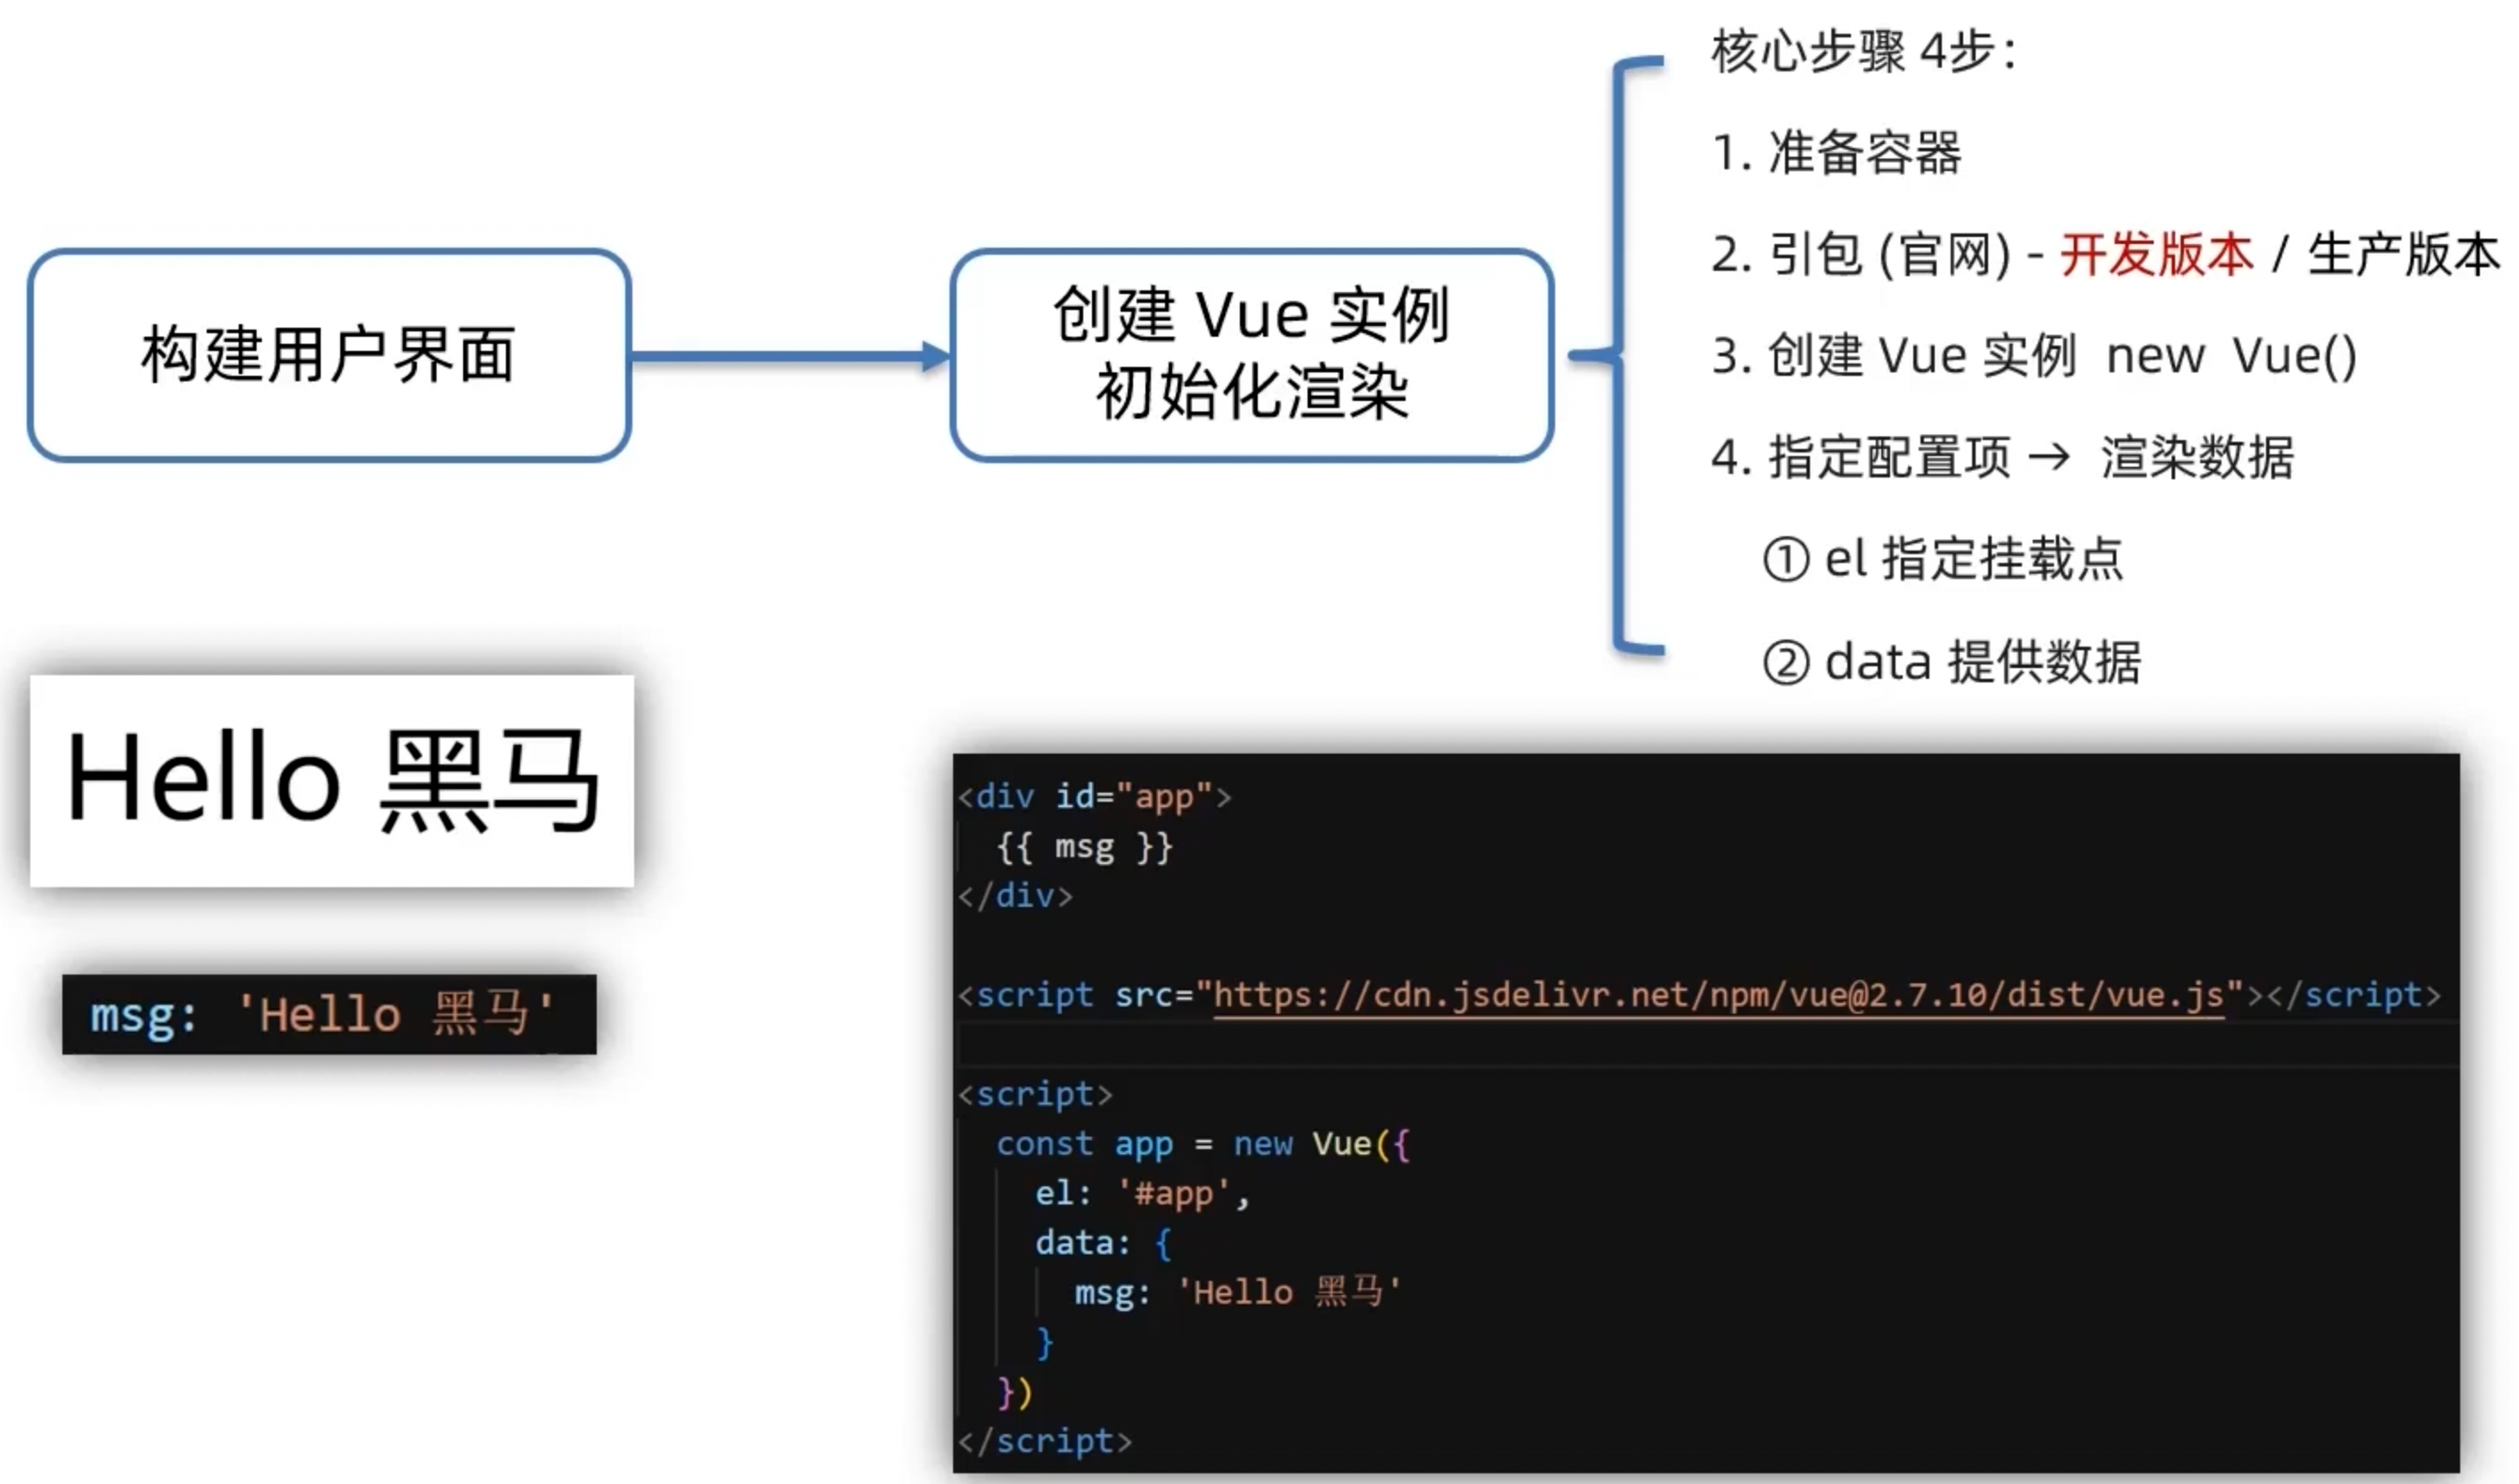 核心步骤 4步：
1. 准备容器
2. 引包 (官网) - 开发版本 / 生产版本
3. 创建 Vue 实例  new  Vue()
4. 指定配置项 →  渲染数据
① el 指定挂载点
② data 提供数据
构建用户界面
创建 Vue 实例
初始化渲染
Hello 黑马
msg: 'Hello 黑马'
<div id="app">
  {{ msg }}
</div>
<script src="https://cdn.jsdelivr.net/npm/vue@2.7.10/dist/vue.js"></script>
<script>
  const app = new Vue({
    el: '#app',
    data: {
      msg: 'Hello 黑马'
    }
  })
</script>